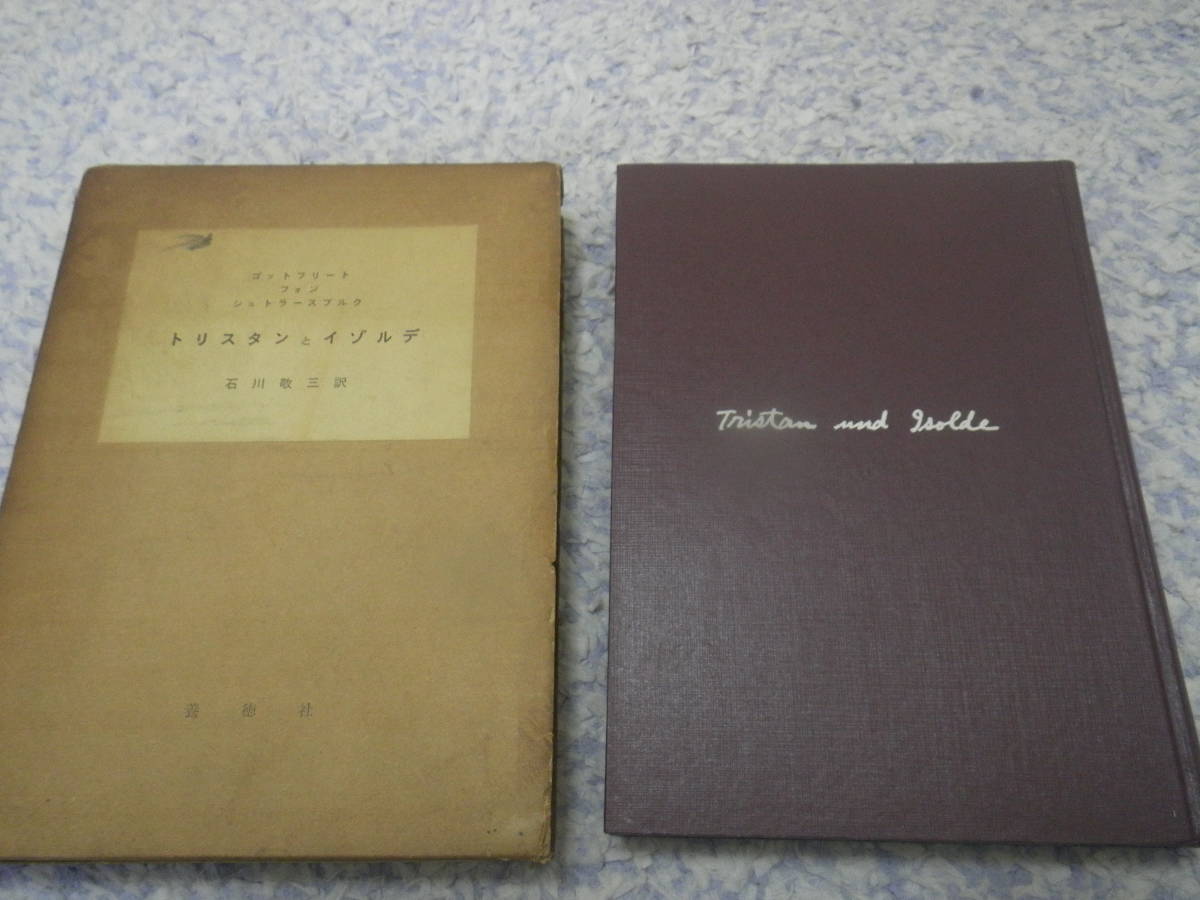 ゴットフリート
フォン
シュトラースブルク
トリスタンとイゾルデ
石川敬三訳
養徳社
Tristan und Isolde